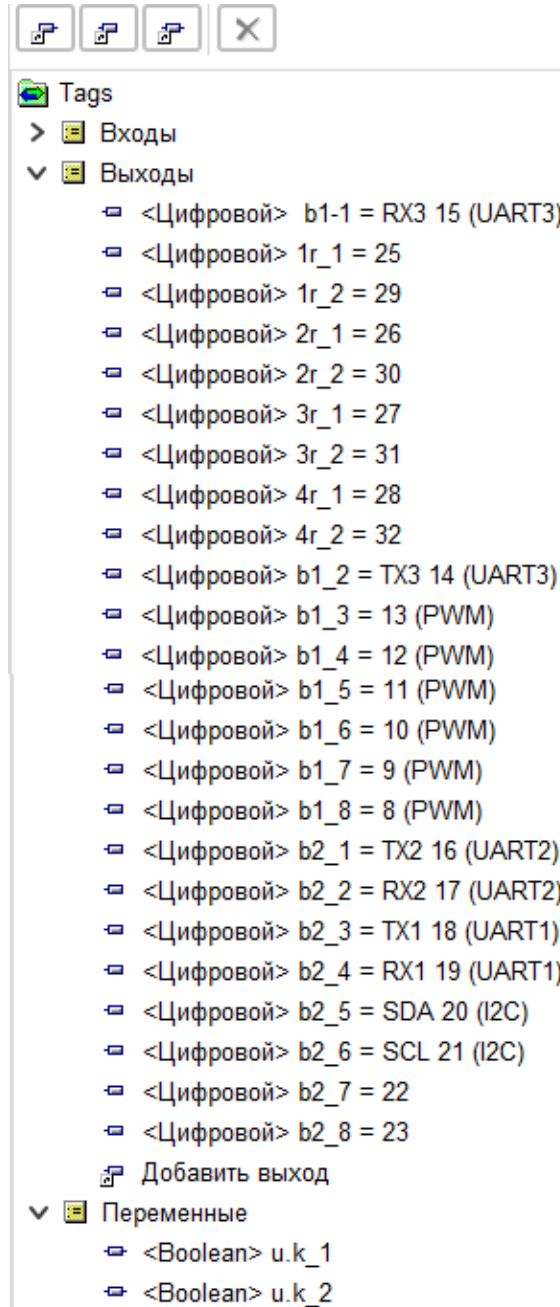 Tags
Входы
Выходы
<Цифровой> b1-1 = RX3 15 (UART3)
<Цифровой> 1r_1 = 25
<Цифровой> 1r_2 = 29
<Цифровой> 2r_1 = 26
<Цифровой> 2r_2 = 30
<Цифровой> 3r_1 = 27
<Цифровой> 3r_2 = 31
<Цифровой> 4r_1 = 28
<Цифровой> 4r_2 = 32
<Цифровой> b1_2 = TX3 14 (UART3)
<Цифровой> b1_3 = 13 (PWM)
<Цифровой> b1_4 = 12 (PWM)
<Цифровой> b1_5 = 11 (PWM)
<Цифровой> b1_6 = 10 (PWM)
<Цифровой> b1_7 = 9 (PWM)
<Цифровой> b1_8 = 8 (PWM)
<Цифровой> b2_1 = TX2 16 (UART2)
<Цифровой> b2_2 = RX2 17 (UART2)
<Цифровой> b2_3 = TX1 18 (UART1)
<Цифровой> b2_4 = RX1 19 (UART1)
<Цифровой> b2_5 = SDA 20 (I2C)
<Цифровой> b2_6 = SCL 21 (I2C)
<Цифровой> b2_7 = 22
<Цифровой> b2_8 = 23
Добавить выход
Переменные
<Boolean> u.k_1
<Boolean> u.k_2